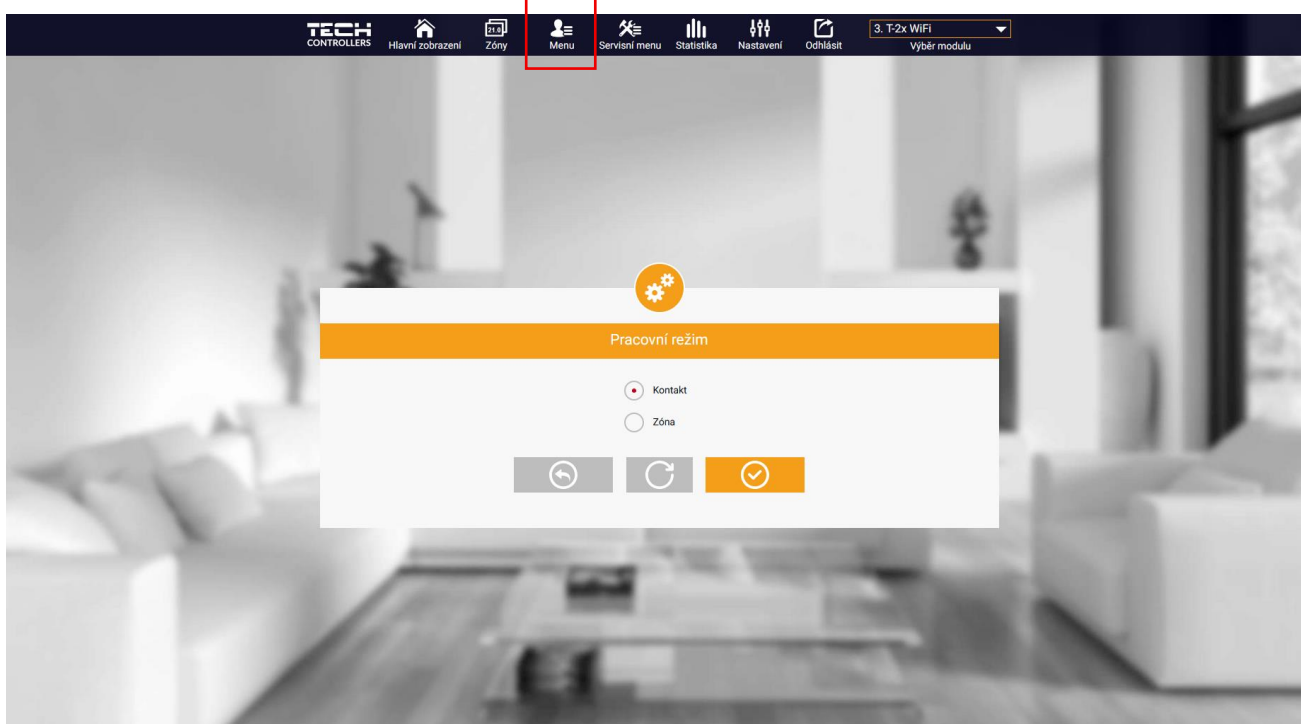 TECH
CONTROLLERS
Hlavní zobrazení
21.0
Zóny
Menu
Servisní menu
Statistika
Nastavení
Odhlásit
3. T-2x WiFi
Výběr modulu
Pracovní režim
Kontakt
Zóna